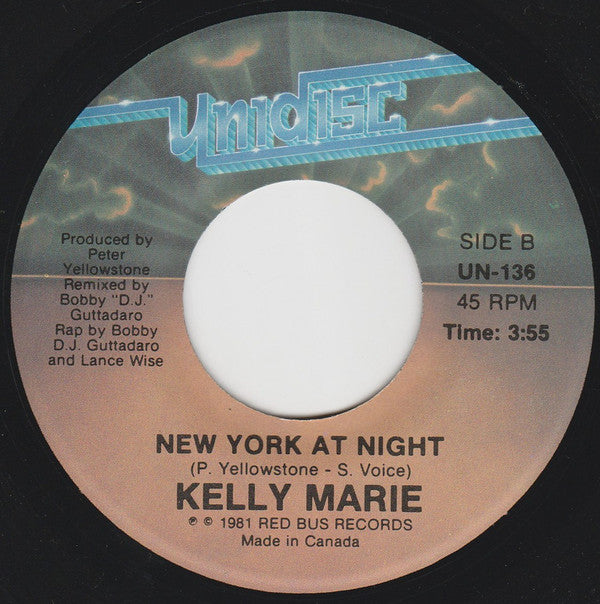 Unidisc
Produced by
Peter
Yellowstone
Remixed by
Bobby "D.J."
Guttadaro
Rap by Bobby
D.J. Guttadaro
and Lance Wise
SIDE B
UN-136
45 RPM
Time: 3:55
NEW YORK AT NIGHT
(P. Yellowstone - S. Voice)
KELLY MARIE
℗ © 1981 RED BUS RECORDS
Made in Canada